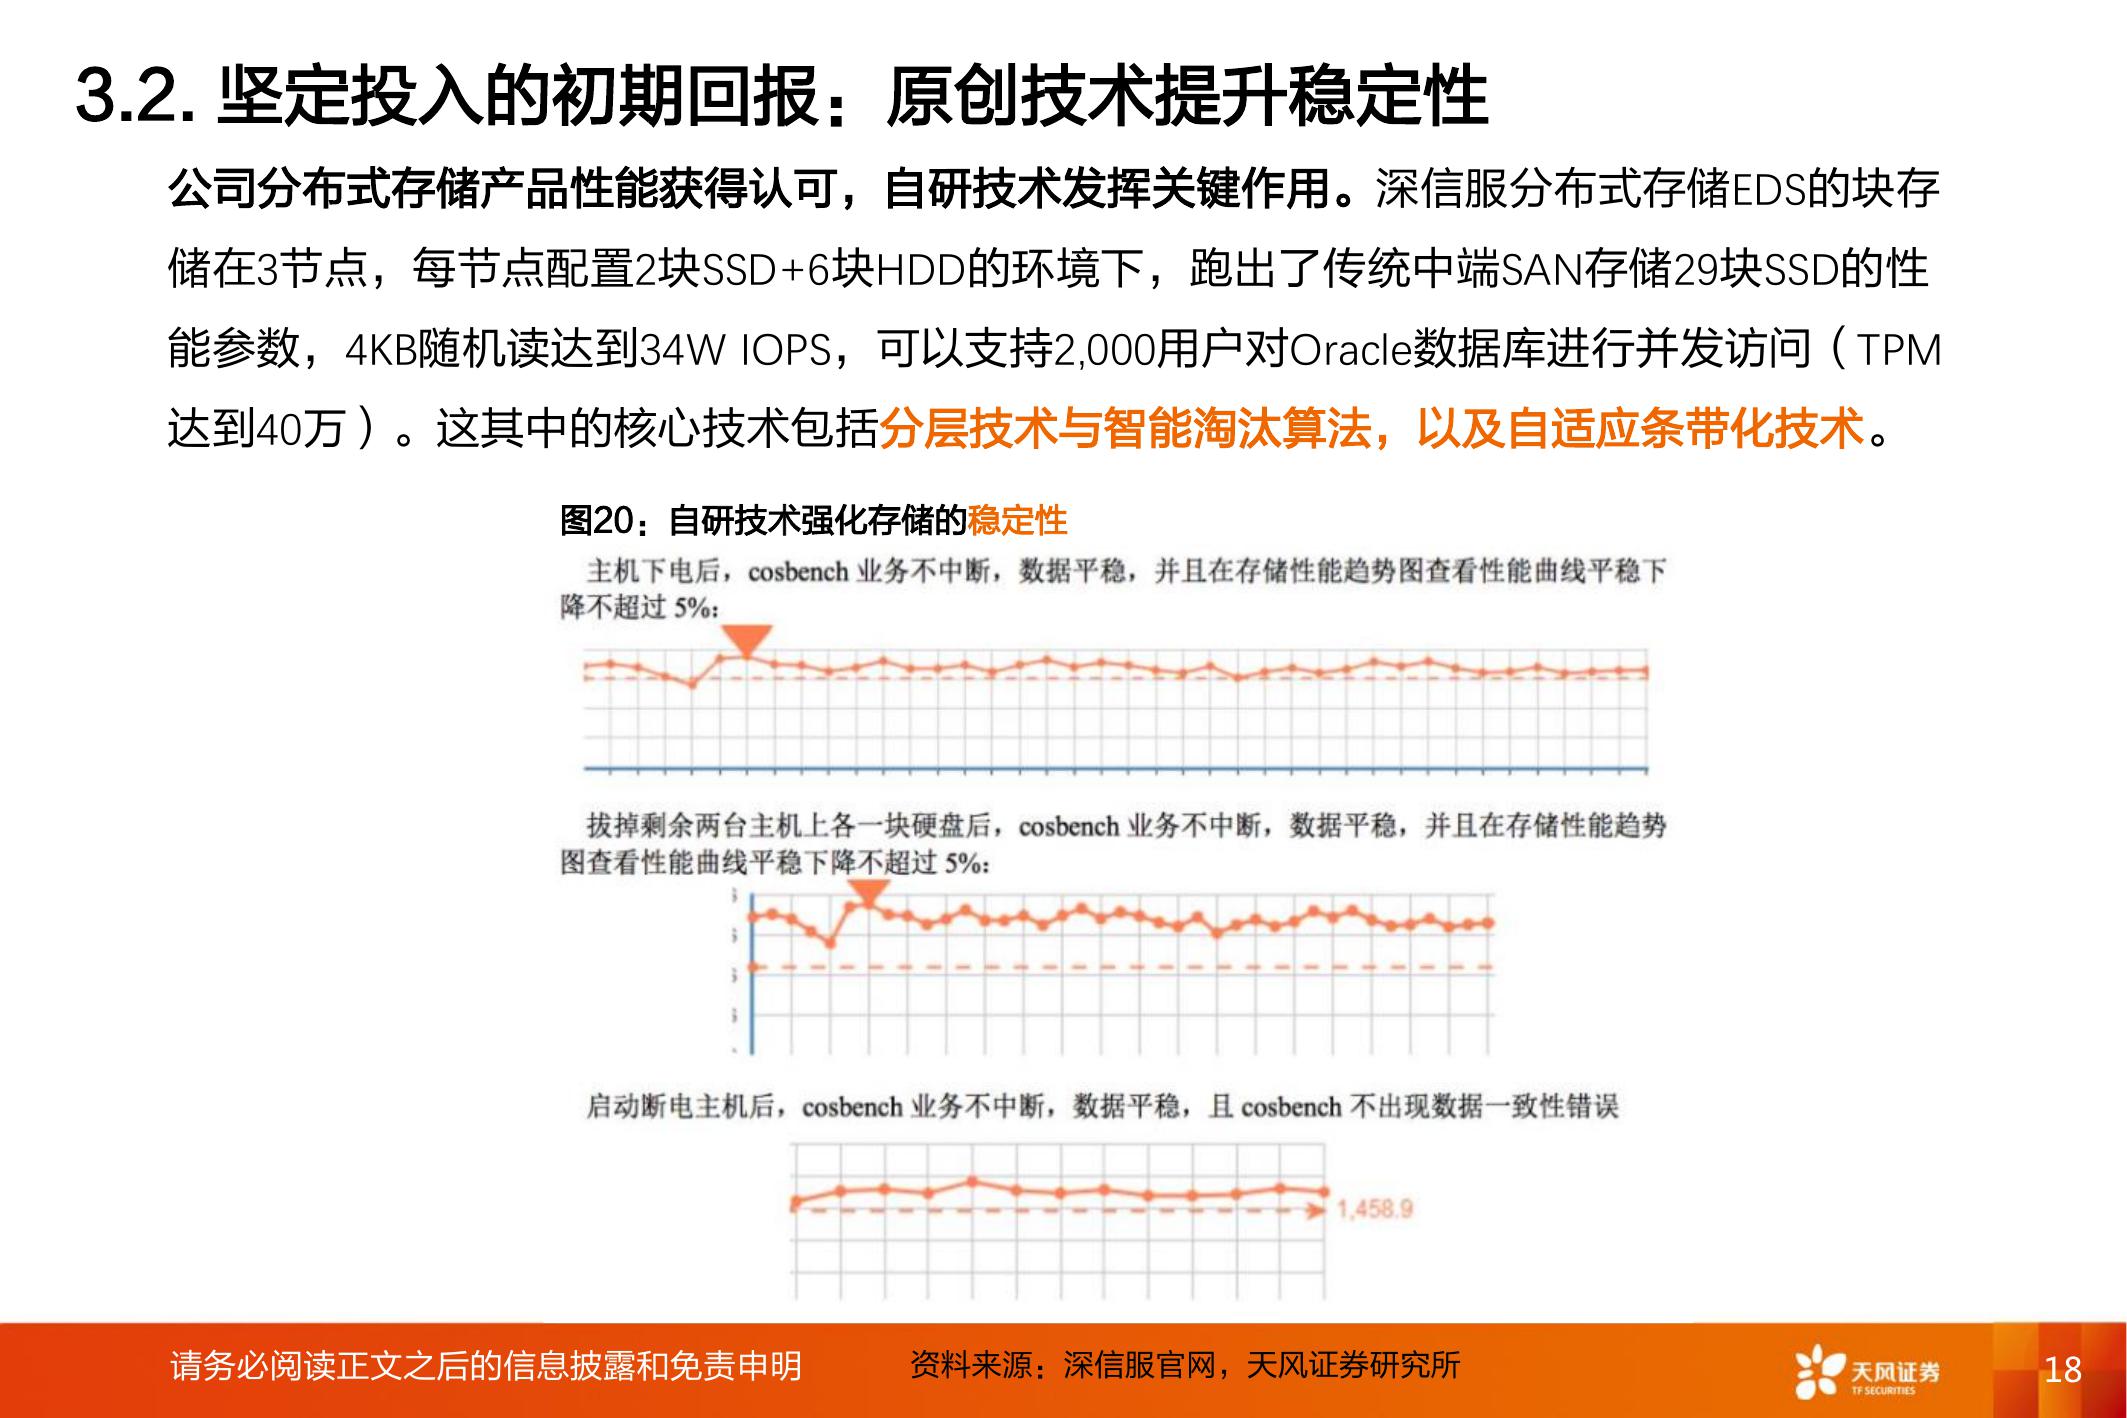 3.2. 坚定投入的初期回报：原创技术提升稳定性
公司分布式存储产品性能获得认可，自研技术发挥关键作用。深信服分布式存储EDS的块存
储在3节点，每节点配置2块SSD+6块HDD的环境下，跑出了传统中端SAN存储29块SSD的性
能参数，4KB随机读达到34W IOPS，可以支持2,000用户对Oracle数据库进行并发访问（TPM
达到40万）。这其中的核心技术包括分层技术与智能淘汰算法，以及自适应条带化技术。
图20：自研技术强化存储的稳定性
主机下电后，cosbench 业务不中断，数据平稳，并且在存储性能趋势图查看性能曲线平稳下
降不超过 5%:
拔掉剩余两台主机上各一块硬盘后，cosbench 业务不中断，数据平稳，并且在存储性能趋势
图查看性能曲线平稳下降不超过 5%:
启动断电主机后，cosbench 业务不中断，数据平稳，且 cosbench 不出现数据一致性错误
1,458.9
请务必阅读正文之后的信息披露和免责申明
资料来源：深信服官网，天风证券研究所
天风证券
TF SECURITIES
18